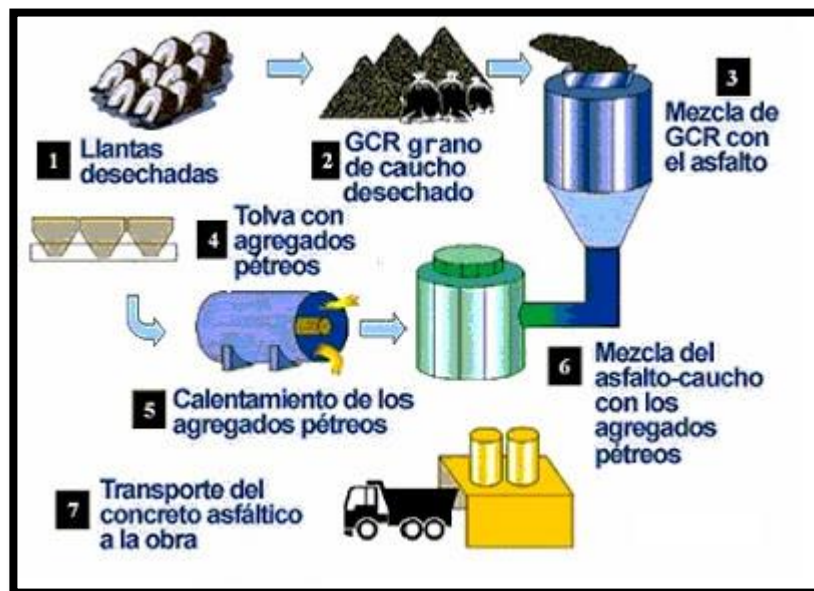 1 Llantas
desechadas
2 GCR grano
de caucho
desechado
3
Mezcla de
GCR con
el asfalto
4 Tolva con
agregados
pétreos
5 Calentamiento de los
agregados pétreos
6 Mezcla del
asfalto-caucho
con los
agregados
pétreos
7 Transporte del
concreto asfáltico
a la obra